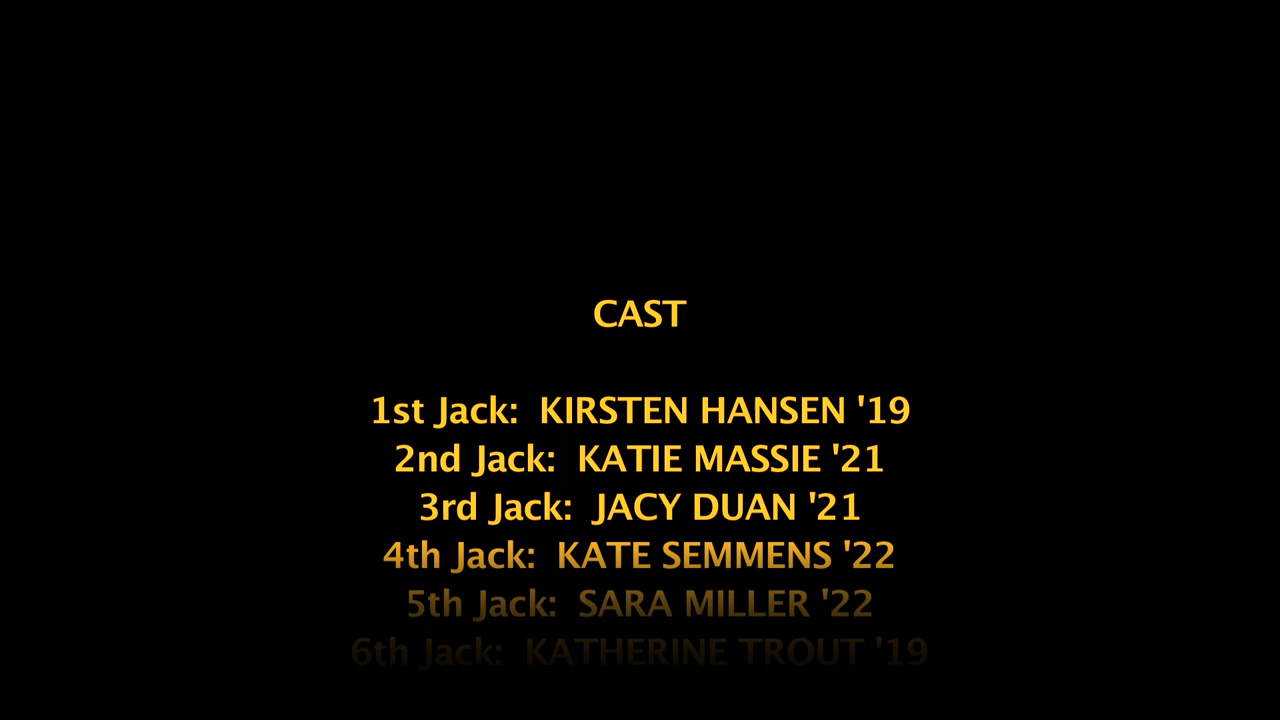 CAST
1st Jack:  KIRSTEN HANSEN '19
2nd Jack:  KATIE MASSIE '21
3rd Jack:  JACY DUAN '21
4th Jack:  KATE SEMMENS '22
5th Jack:  SARA MILLER '22
6th Jack:  KATHERINE TROUT '19